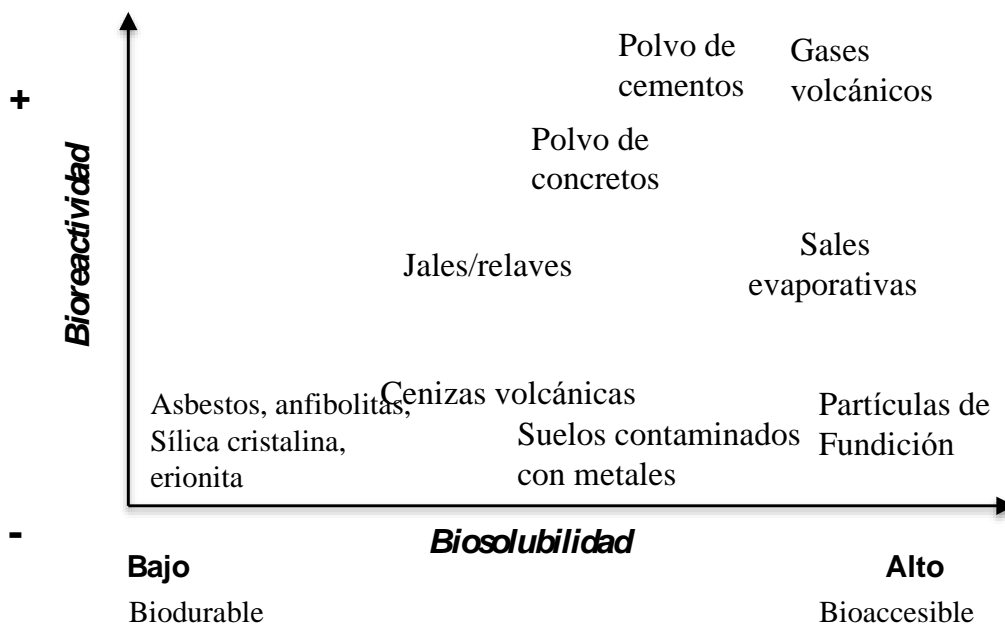 Polvo de
cementos
Gases
volcánicos
+
Polvo de
concretos
Bioreactividad
Jales/relaves
Sales
evaporativas
Cenizas volcánicas
Asbestos, anfibolitas,
Sílica cristalina,
erionita
Suelos contaminados
con metales
Partículas de
Fundición
-
Biosolubilidad
Bajo
Alto
Biodurable
Bioaccesible